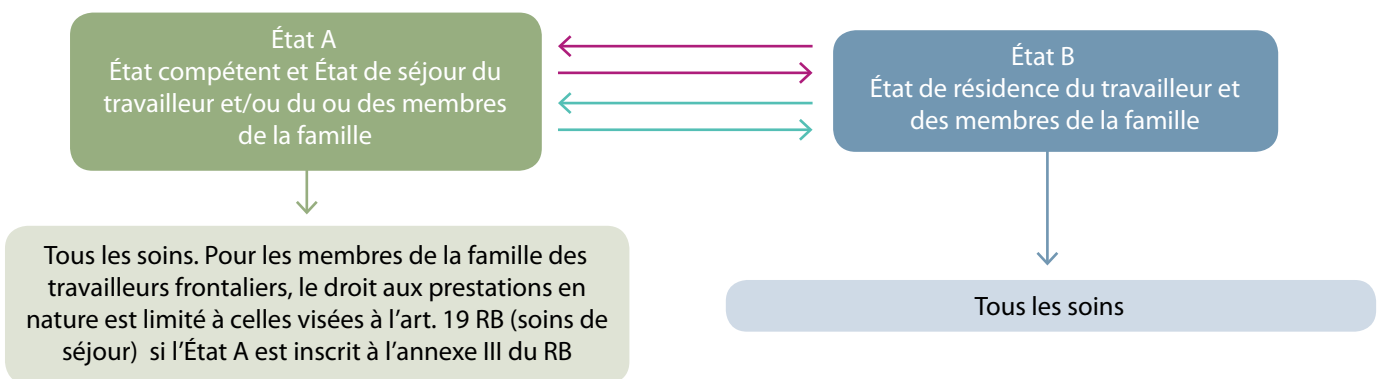 État A
État compétent et État de séjour du
travailleur et/ou du ou des membres
de la famille
État B
État de résidence du travailleur et
des membres de la famille
Tous les soins. Pour les membres de la famille des
travailleurs frontaliers, le droit aux prestations en
nature est limité à celles visées à l'art. 19 RB (soins de
séjour) si l'État A est inscrit à l'annexe III du RB
Tous les soins